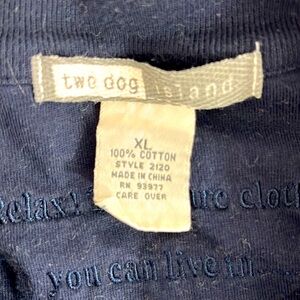 two dog island
XL
100% COTTON
STYLE 2120
MADE IN CHINA
RN 93977
CARE OVER
Relax!
you can live in